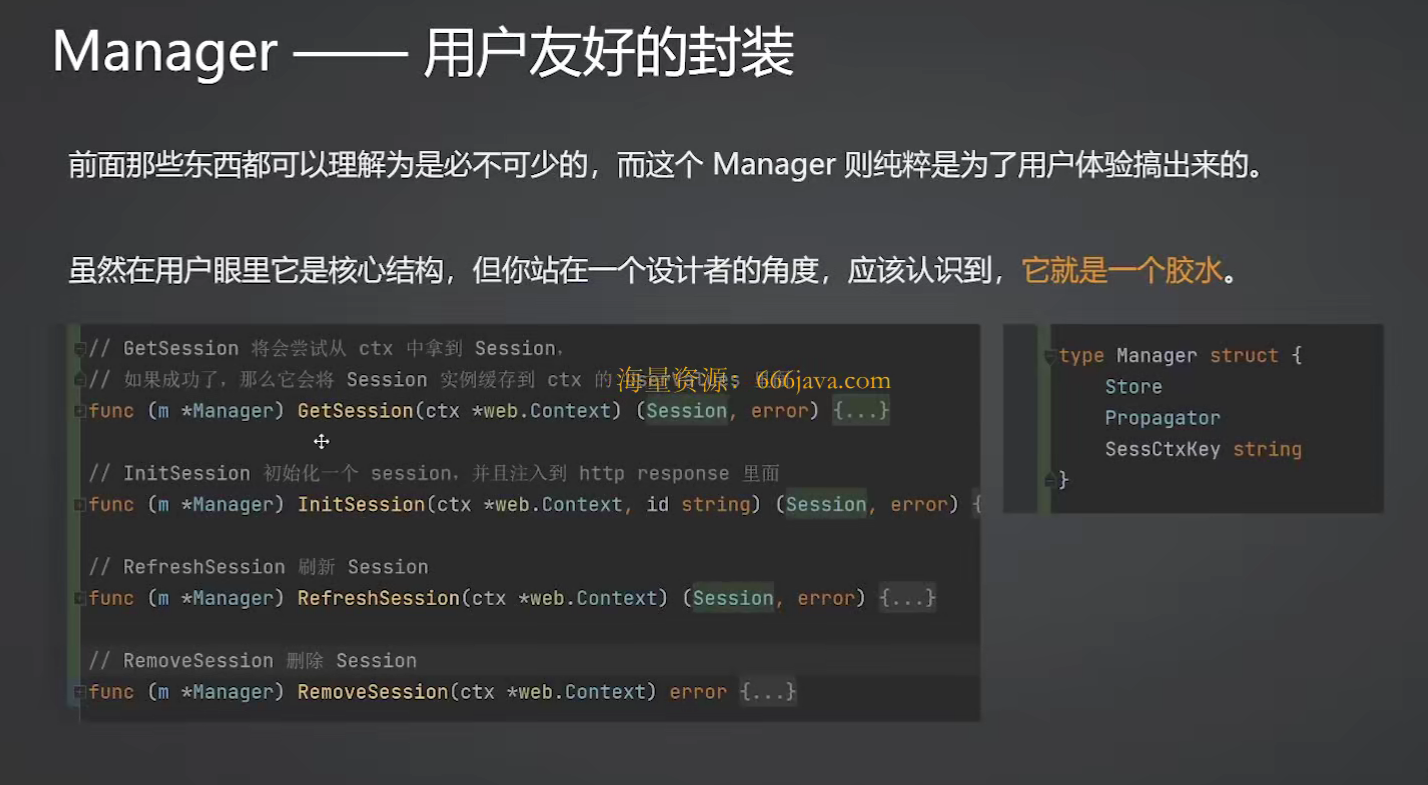 Manager —— 用户友好的封装
前面那些东西都可以理解为是必不可少的，而这个 Manager 则纯粹是为了用户体验搞出来的。
虽然在用户眼里它是核心结构，但你站在一个设计者的角度，应该认识到，它就是一个胶水。
// GetSession 将会尝试从 ctx 中拿到 Session,
// 如果成功了，那么它会将 Session 实例缓存到 ctx 的
海量资源：666java.com
func (m *Manager) GetSession(ctx *web.Context) (Session, error) {...}
// InitSession 初始化一个 session，并且注入到 http response 里面
func (m *Manager) InitSession(ctx *web.Context, id string) (Session, error) {
// RefreshSession 刷新 Session
func (m *Manager) RefreshSession(ctx *web.Context) (Session, error) {...}
// RemoveSession 删除 Session
func (m *Manager) RemoveSession(ctx *web.Context) error {...}
type Manager struct {
Store
Propagator
SessCtxKey string
}